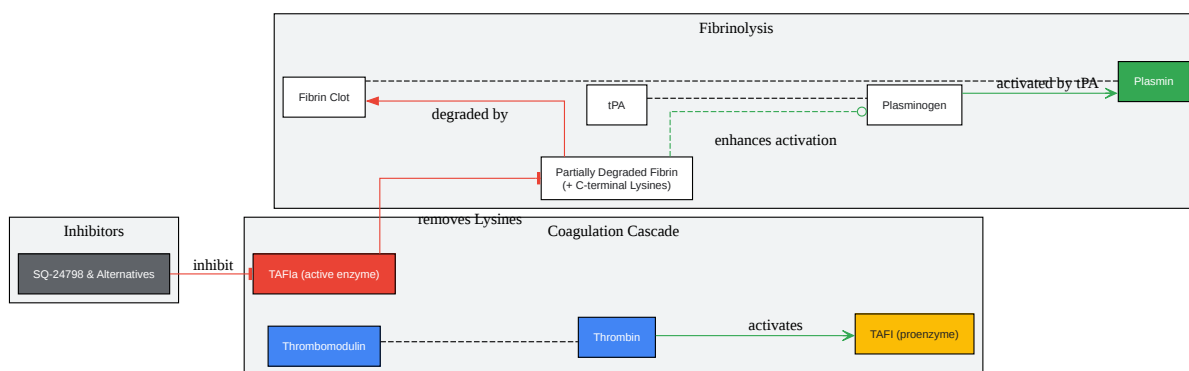 Fibrinolysis
Fibrin Clot
degraded by
tPA
Plasminogen
activated by tPA
Plasmin
enhances activation
Partially Degraded Fibrin
(+ C-terminal Lysines)
removes Lysines
Inhibitors
SQ-24798 & Alternatives
inhibit
Coagulation Cascade
TAFIa (active enzyme)
Thrombomodulin
Thrombin
activates
TAFI (proenzyme)